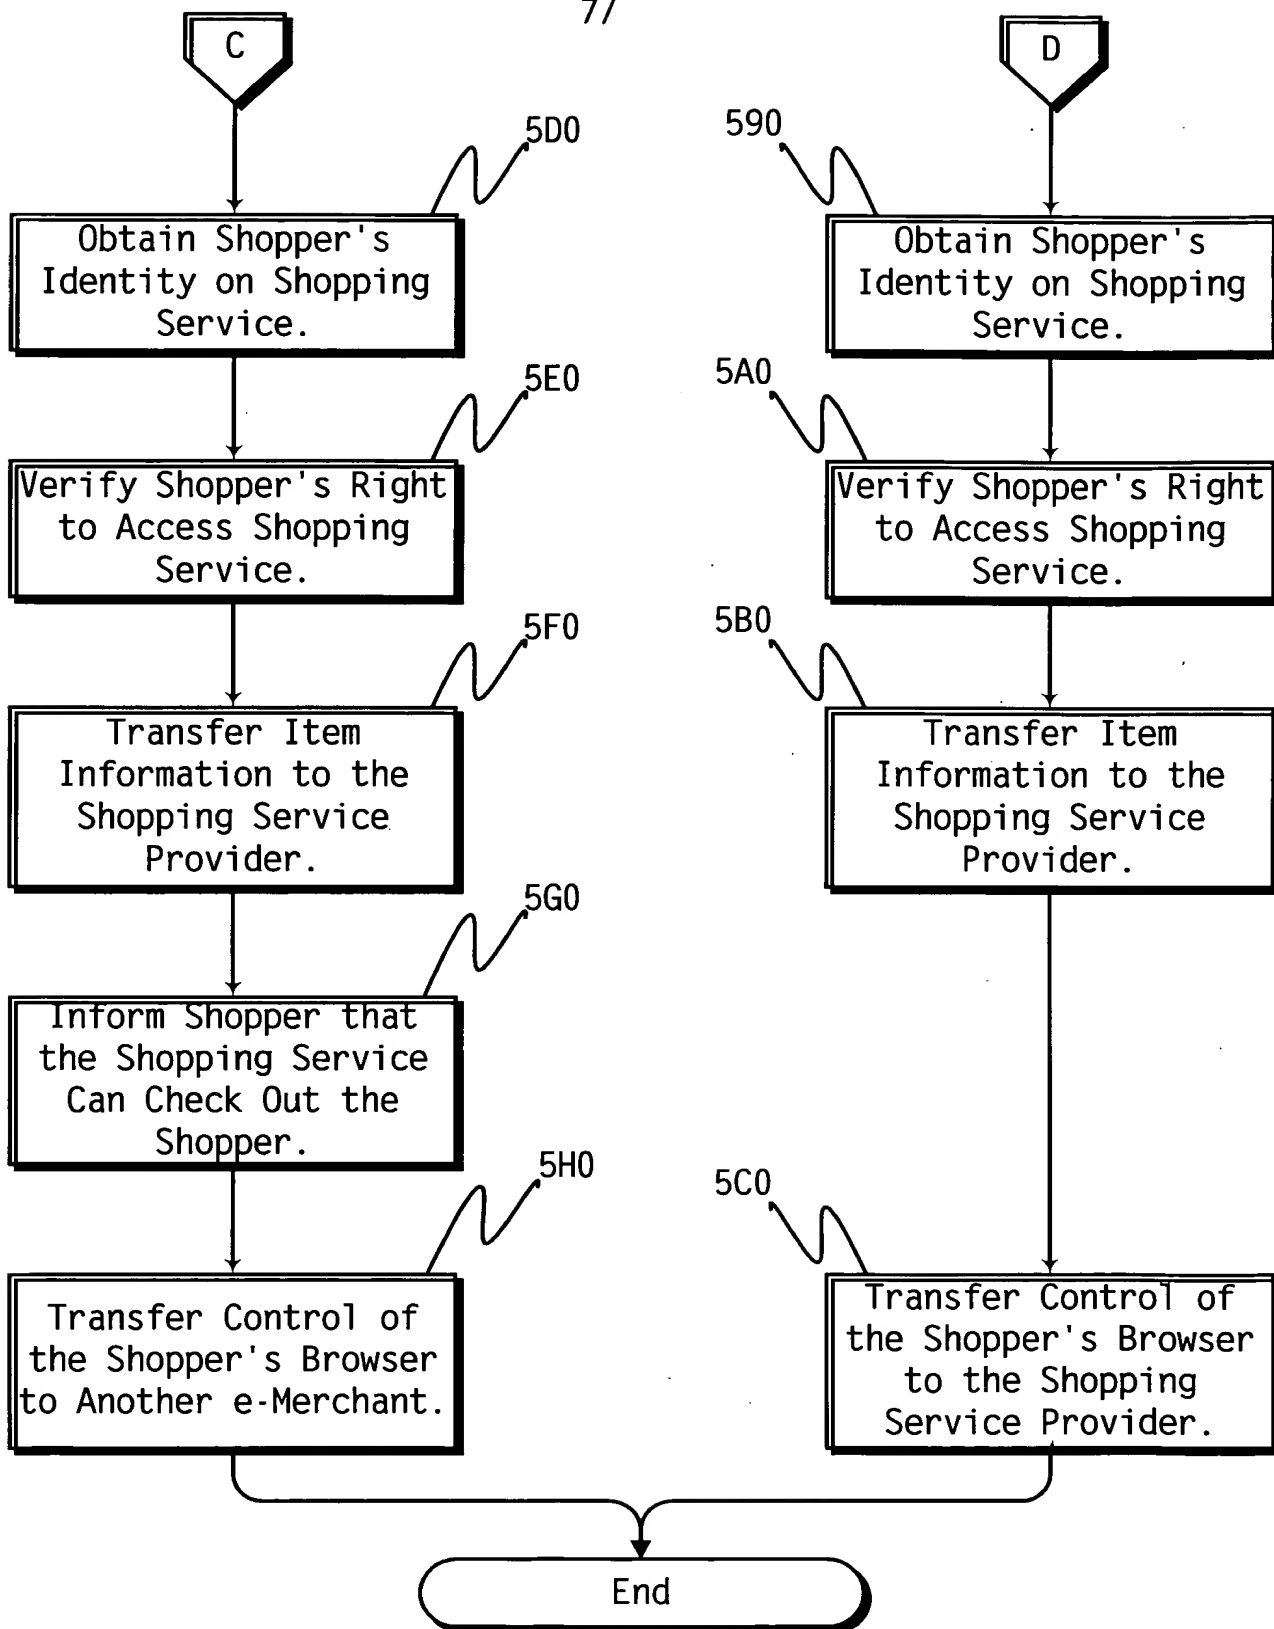 77
C
5D0
Obtain Shopper's
Identity on Shopping
Service.
5E0
Verify Shopper's Right
to Access Shopping
Service.
5F0
Transfer Item
Information to the
Shopping Service
Provider.
5G0
Inform Shopper that
the Shopping Service
Can Check Out the
Shopper.
5H0
Transfer Control of
the Shopper's Browser
to Another e-Merchant.
D
590
Obtain Shopper's
Identity on Shopping
Service.
5A0
Verify Shopper's Right
to Access Shopping
Service.
5B0
Transfer Item
Information to the
Shopping Service
Provider.
5C0
Transfer Control of
the Shopper's Browser
to the Shopping
Service Provider.
End